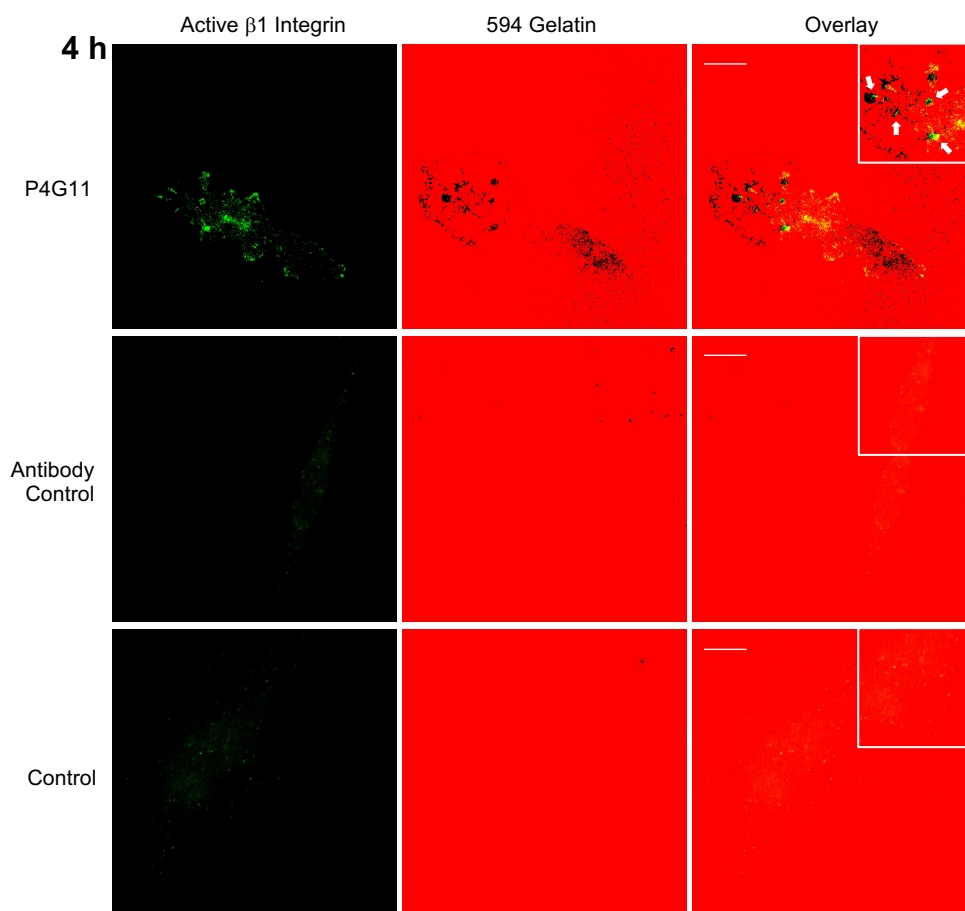 Active β1 Integrin
594 Gelatin
Overlay
4 h
P4G11
Antibody
Control
Control